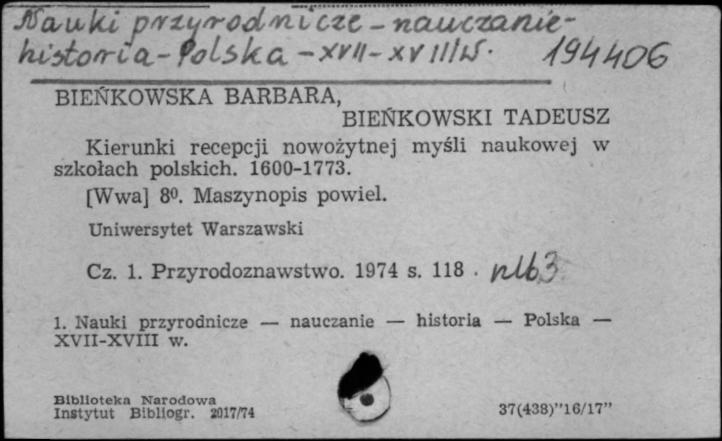 Nauki przyrodnicze - nauczanie-
historia - Polska - XVII - XVIII w. 194406
BIEŃKOWSKA BARBARA,
BIEŃKOWSKI TADEUSZ
Kierunki recepcji nowożytnej myśli naukowej w
szkołach polskich. 1600-1773.
[Wwa] 8⁰. Maszynopis powiel.
Uniwersytet Warszawski
Cz. 1. Przyrodoznawstwo. 1974 s. 118 . nlb 3
1. Nauki przyrodnicze — nauczanie — historia — Polska —
XVII-XVIII w.
Biblioteka Narodowa
Instytut Bibliogr. 2017/74 37(438)"16/17"